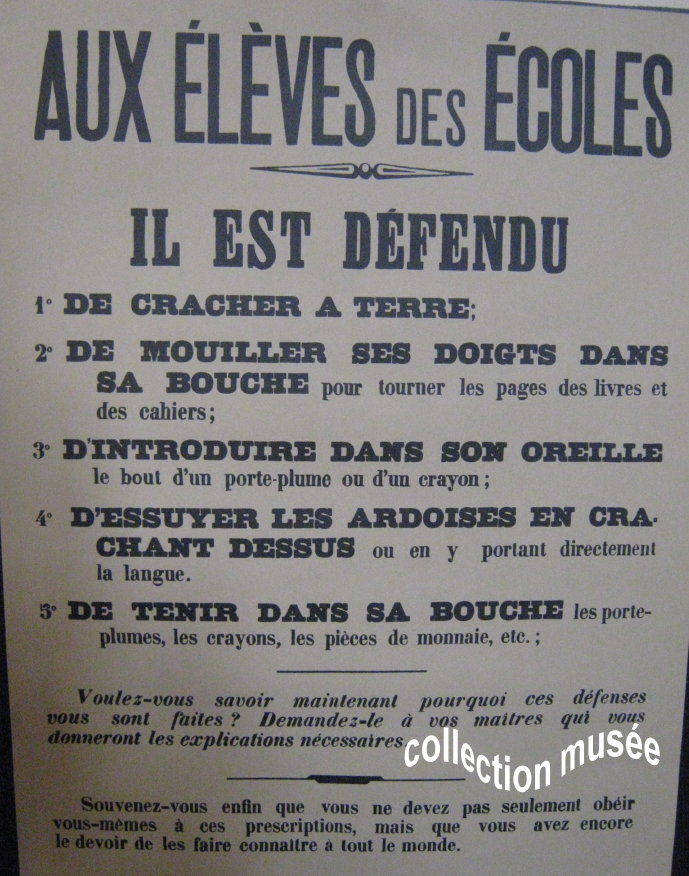 AUX ÉLÈVES DES ÉCOLES
IL EST DÉFENDU
1° DE CRACHER A TERRE;
2° DE MOUILLER SES DOIGTS DANS
SA BOUCHE pour tourner les pages des livres et
des cahiers;
3° D'INTRODUIRE DANS SON OREILLE
le bout d'un porte-plume ou d'un crayon;
4° D'ESSUYER LES ARDOISES EN CRA-
CHANT DESSUS ou en y portant directement
la langue.
5° DE TENIR DANS SA BOUCHE les porte-
plumes, les crayons, les pièces de monnaie, etc.;
Voulez-vous savoir maintenant pourquoi ces défenses
vous sont faites? Demandez-le à vos maîtres qui vous
donneront les explications nécessaires.
collection musée
Souvenez-vous enfin que vous ne devez pas seulement obéir
vous-mêmes à ces prescriptions, mais que vous avez encore
le devoir de les faire connaître à tout le monde.